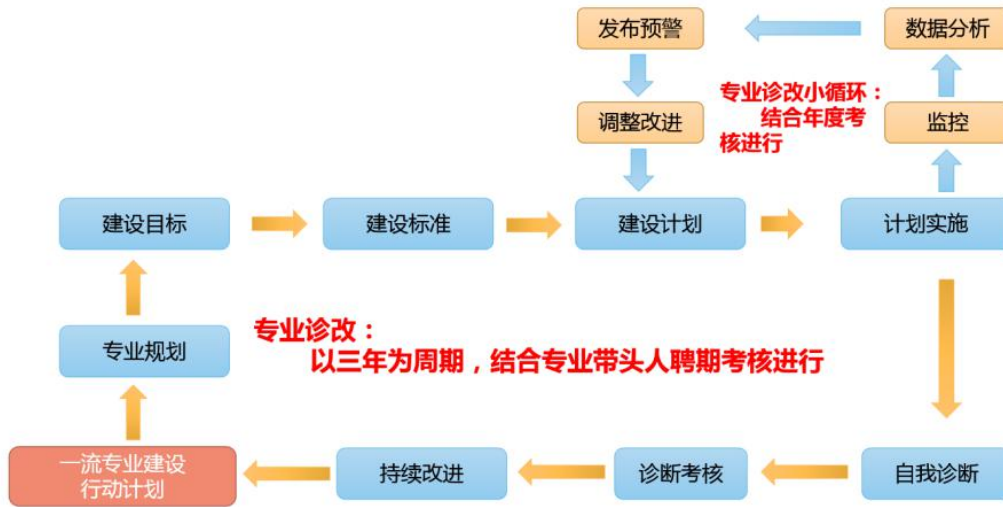 发布预警
数据分析
专业诊改小循环：
结合年度考
核进行
调整改进
监控
建设目标
建设标准
建设计划
计划实施
专业诊改：
以三年为周期，结合专业带头人聘期考核进行
专业规划
一流专业建设
行动计划
持续改进
诊断考核
自我诊断